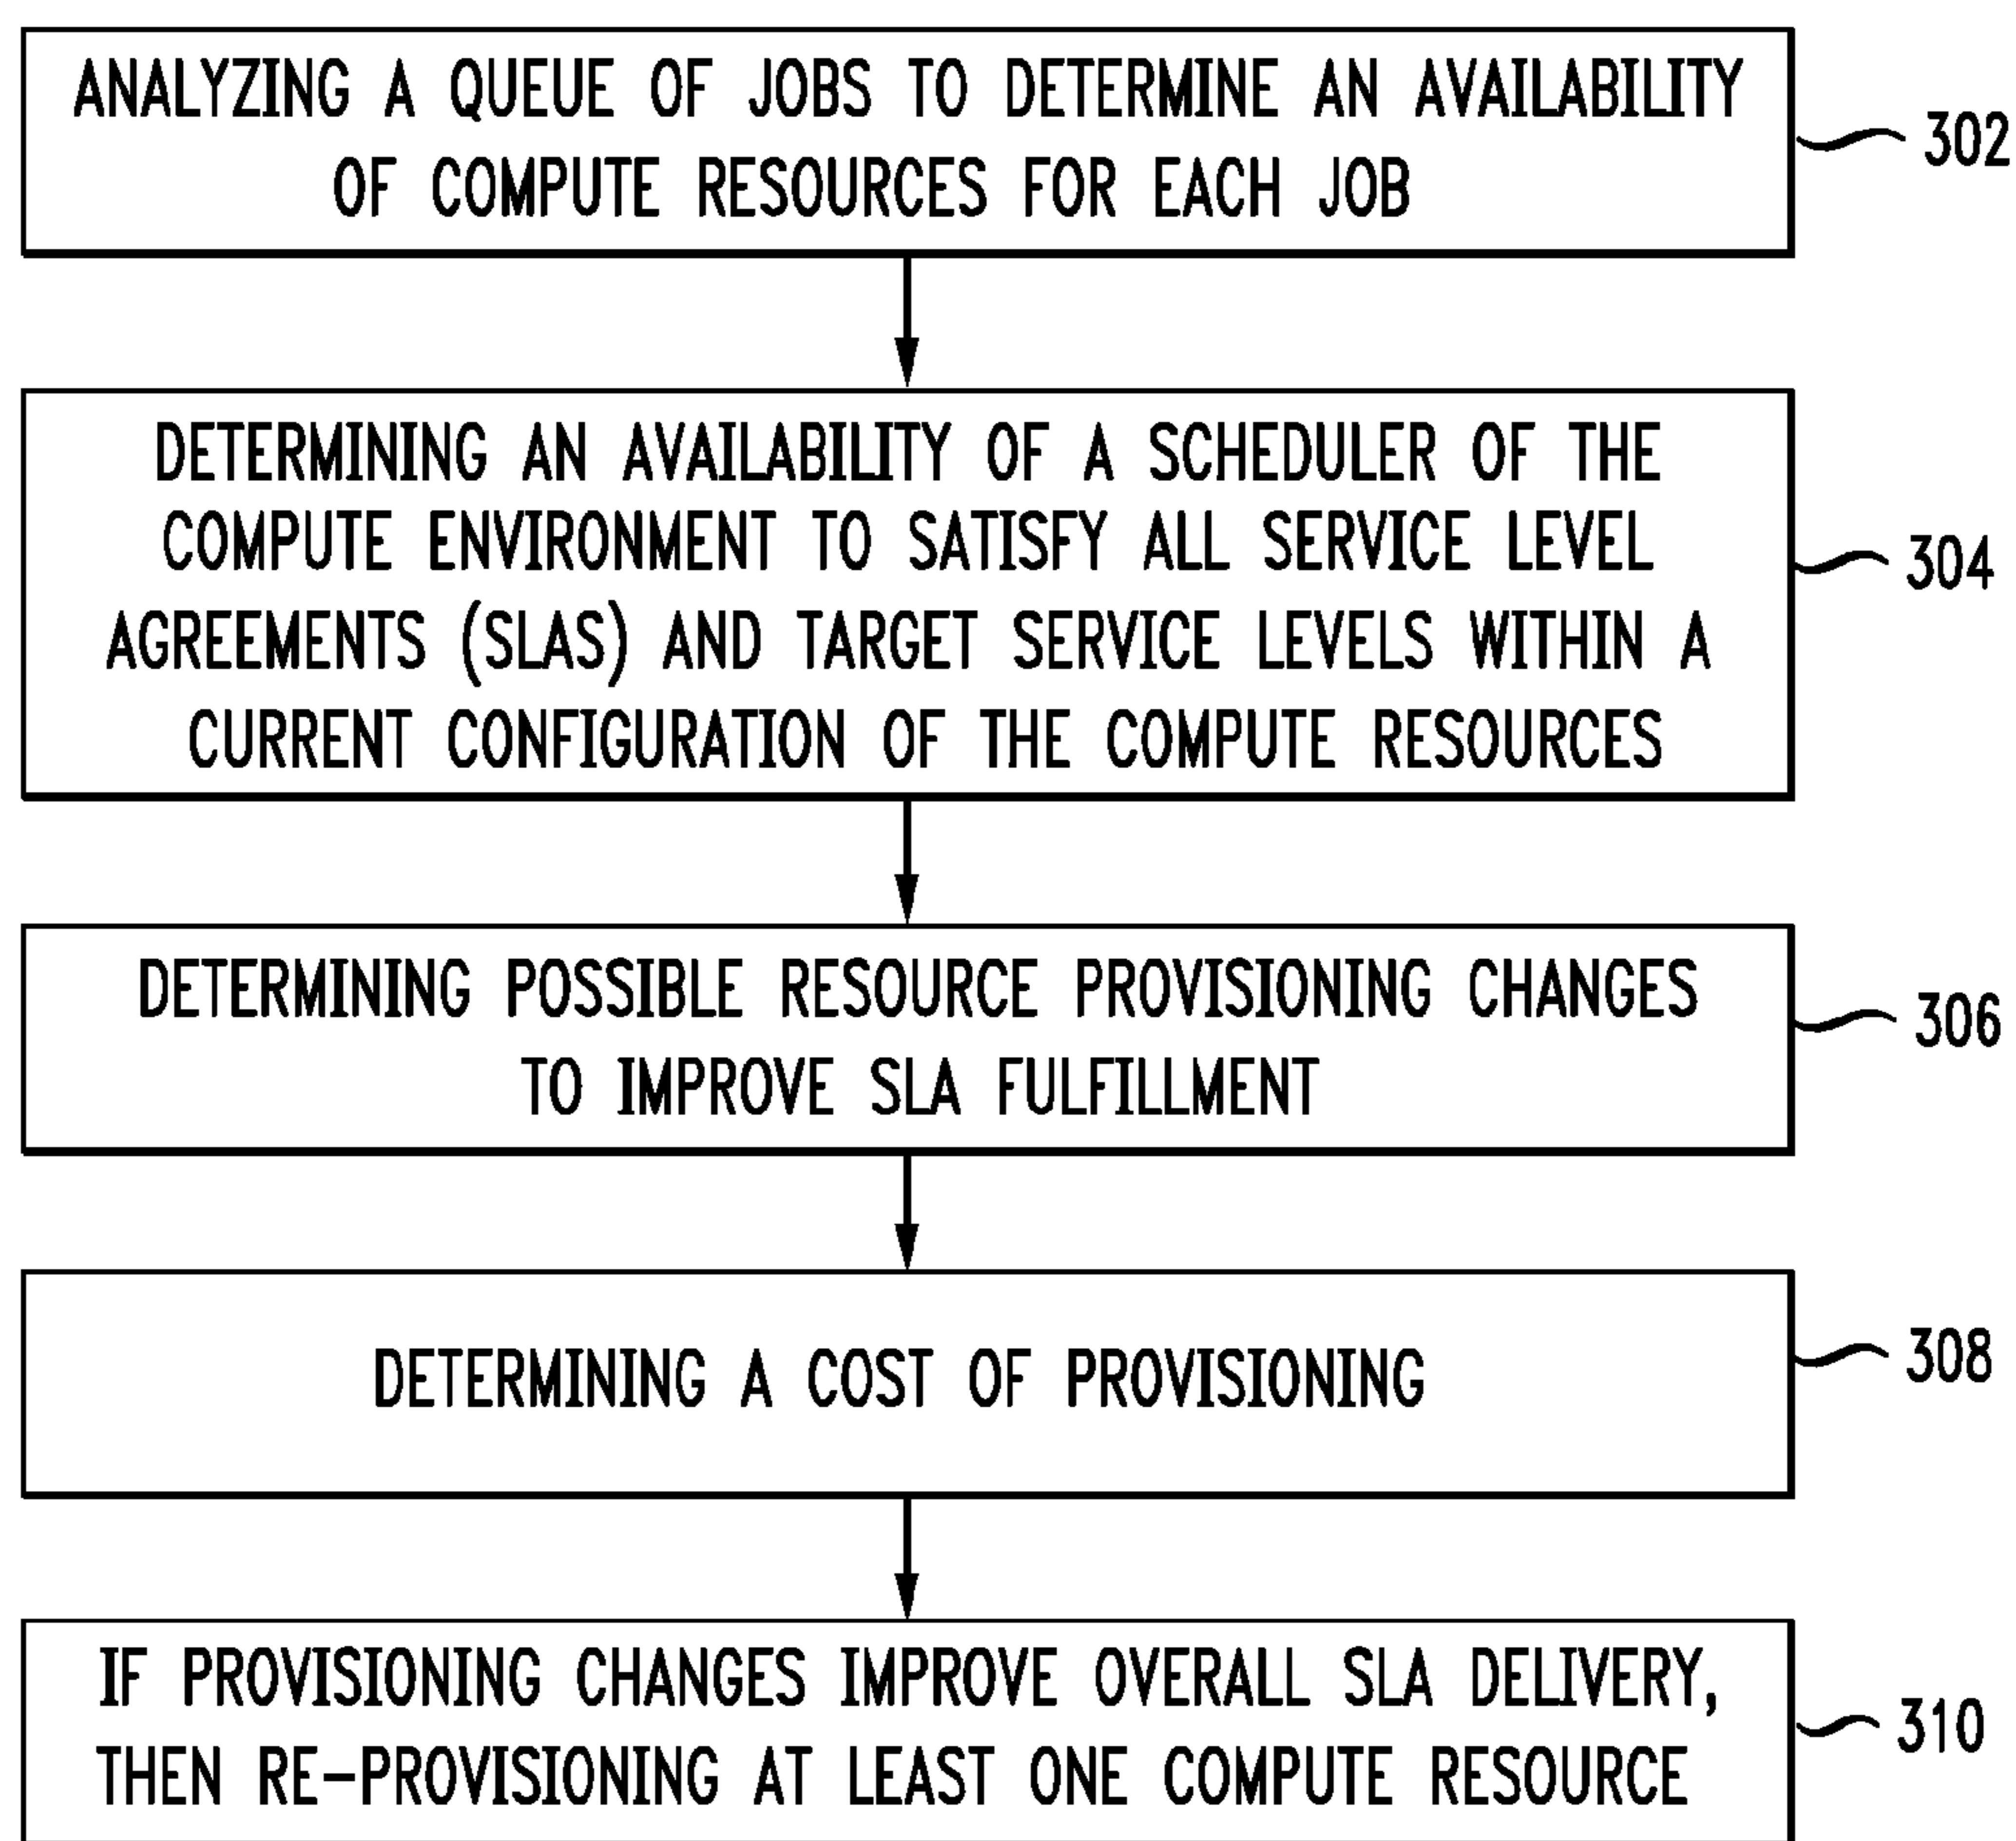 ANALYZING A QUEUE OF JOBS TO DETERMINE AN AVAILABILITY
OF COMPUTE RESOURCES FOR EACH JOB
302
DETERMINING AN AVAILABILITY OF A SCHEDULER OF THE
COMPUTE ENVIRONMENT TO SATISFY ALL SERVICE LEVEL
AGREEMENTS (SLAS) AND TARGET SERVICE LEVELS WITHIN A
CURRENT CONFIGURATION OF THE COMPUTE RESOURCES
304
DETERMINING POSSIBLE RESOURCE PROVISIONING CHANGES
TO IMPROVE SLA FULFILLMENT
306
DETERMINING A COST OF PROVISIONING
308
IF PROVISIONING CHANGES IMPROVE OVERALL SLA DELIVERY,
THEN RE-PROVISIONING AT LEAST ONE COMPUTE RESOURCE
310